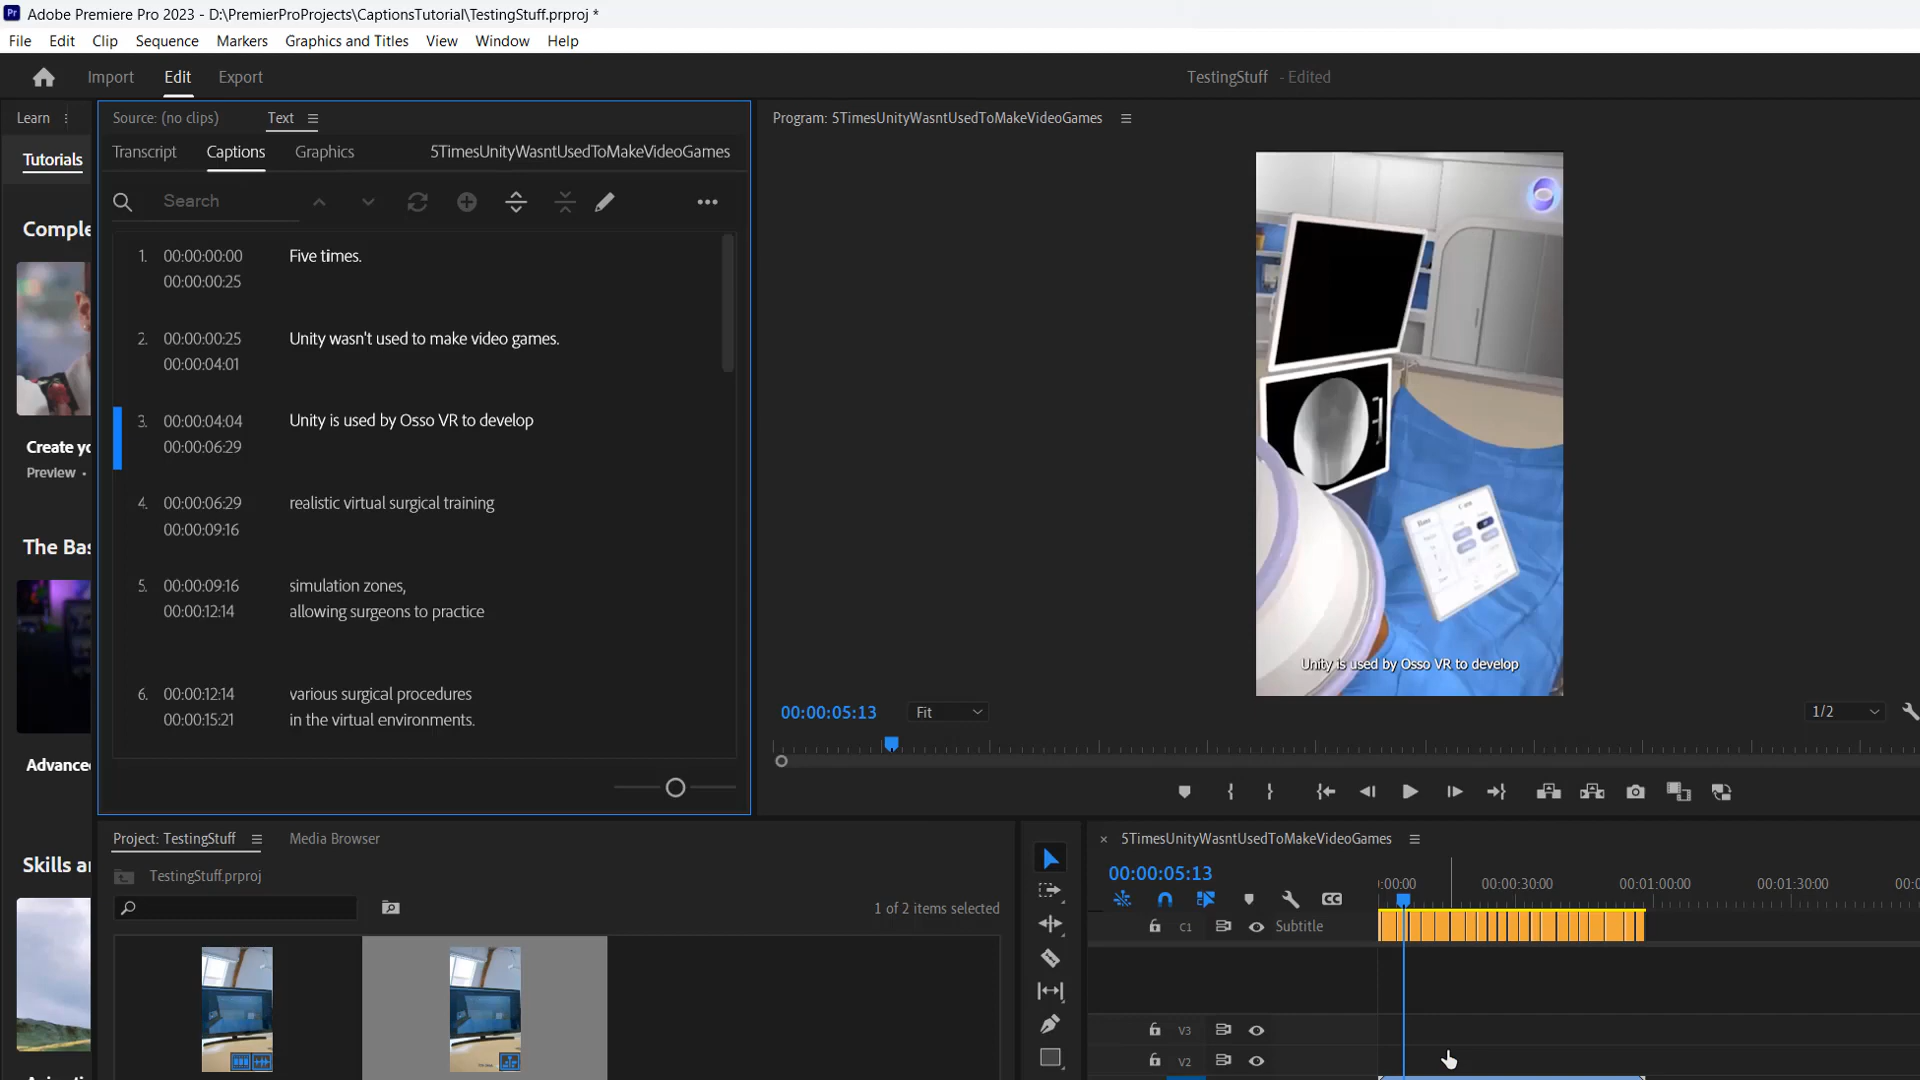 Adobe Premiere Pro 2023 - D:\PremierProProjects\CaptionsTutorial\TestingStuff.prproj *
File Edit Clip Sequence Markers Graphics and Titles View Window Help
Import Edit Export
TestingStuff - Edited
Learn
Source: (no clips)
Text
Program: 5TimesUnityWasntUsedToMakeVideoGames
Tutorials
Transcript Captions Graphics
5TimesUnityWasntUsedToMakeVideoGames
Search
Comple
1. 00:00:00:00 Five times.
00:00:00:25
2. 00:00:00:25 Unity wasn't used to make video games.
00:00:04:01
3. 00:00:04:04 Unity is used by Osso VR to develop
00:00:06:29
Create yo
Preview
4. 00:00:06:29 realistic virtual surgical training
00:00:09:16
The Bas
5. 00:00:09:16 simulation zones,
00:00:12:14 allowing surgeons to practice
6. 00:00:12:14 various surgical procedures
00:00:15:21 in the virtual environments.
Advanced
Unity is used by Osso VR to develop
00:00:05:13
Fit
1/2
Project: TestingStuff
Media Browser
TestingStuff.prproj
1 of 2 items selected
Skills an
5TimesUnityWasntUsedToMakeVideoGames
00:00:05:13
:00:00 00:00:30:00 00:01:00:00 00:01:30:00 00:0
CC
C1 Subtitle
V3
V2